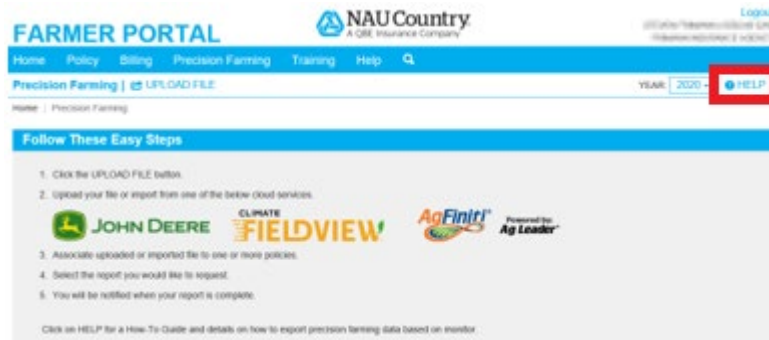 FARMER PORTAL
NAU Country
A QBE Insurance Company
Logout
Home Policy Billing Precision Farming Training Help
Precision Farming | UPLOAD FILE
YEAR: 2020 HELP
Home | Precision Farming
Follow These Easy Steps
1. Click the UPLOAD FILE button.
2. Upload your file or import from one of the below cloud services.
JOHN DEERE
CLIMATE
FIELDVIEW
AgFiniti
Powered by:
Ag Leader
3. Associate uploaded or imported file to one or more policies.
4. Select the report you would like to request.
5. You will be notified when your report is complete.
Click on HELP for a How-To Guide and details on how to export precision farming data based on monitor.